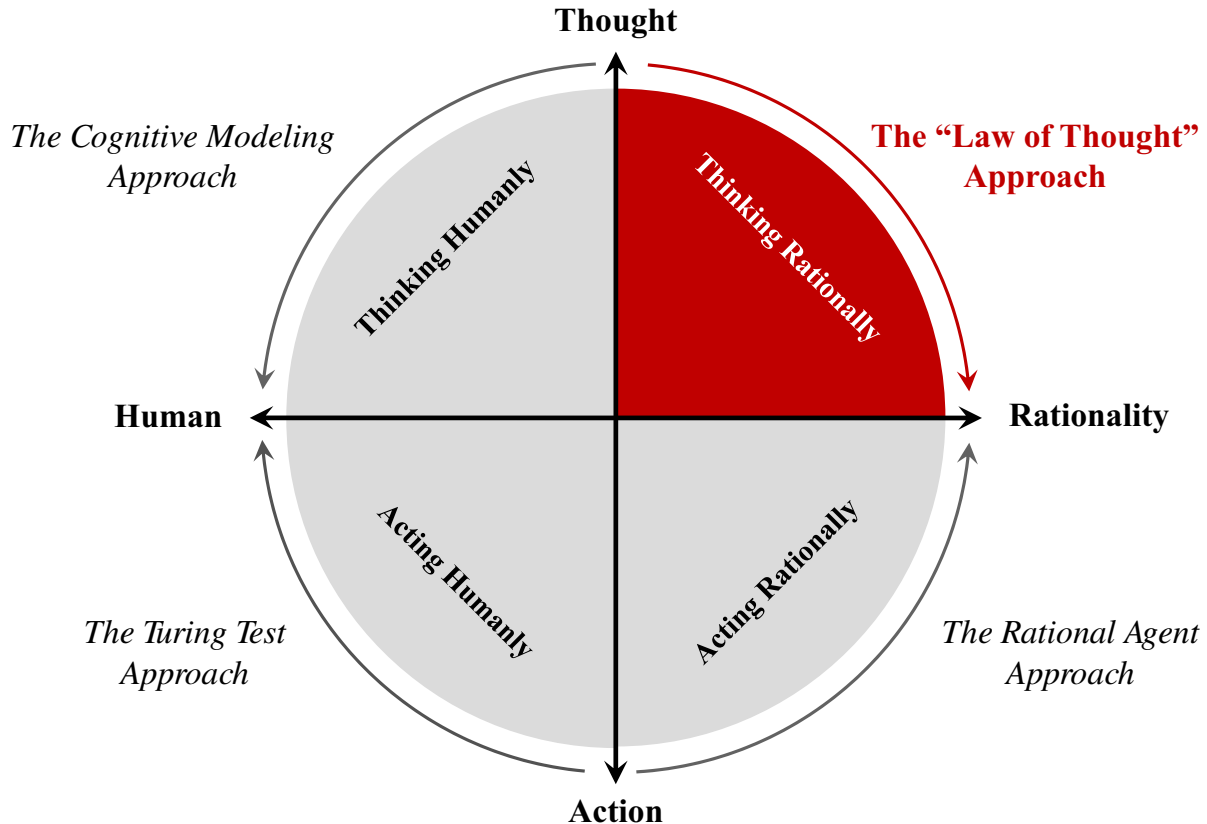 Thought
The Cognitive Modeling
Approach
The “Law of Thought”
Approach
Thinking Humanly
Thinking Rationally
Human
Rationality
Acting Humanly
Acting Rationally
The Turing Test
Approach
The Rational Agent
Approach
Action